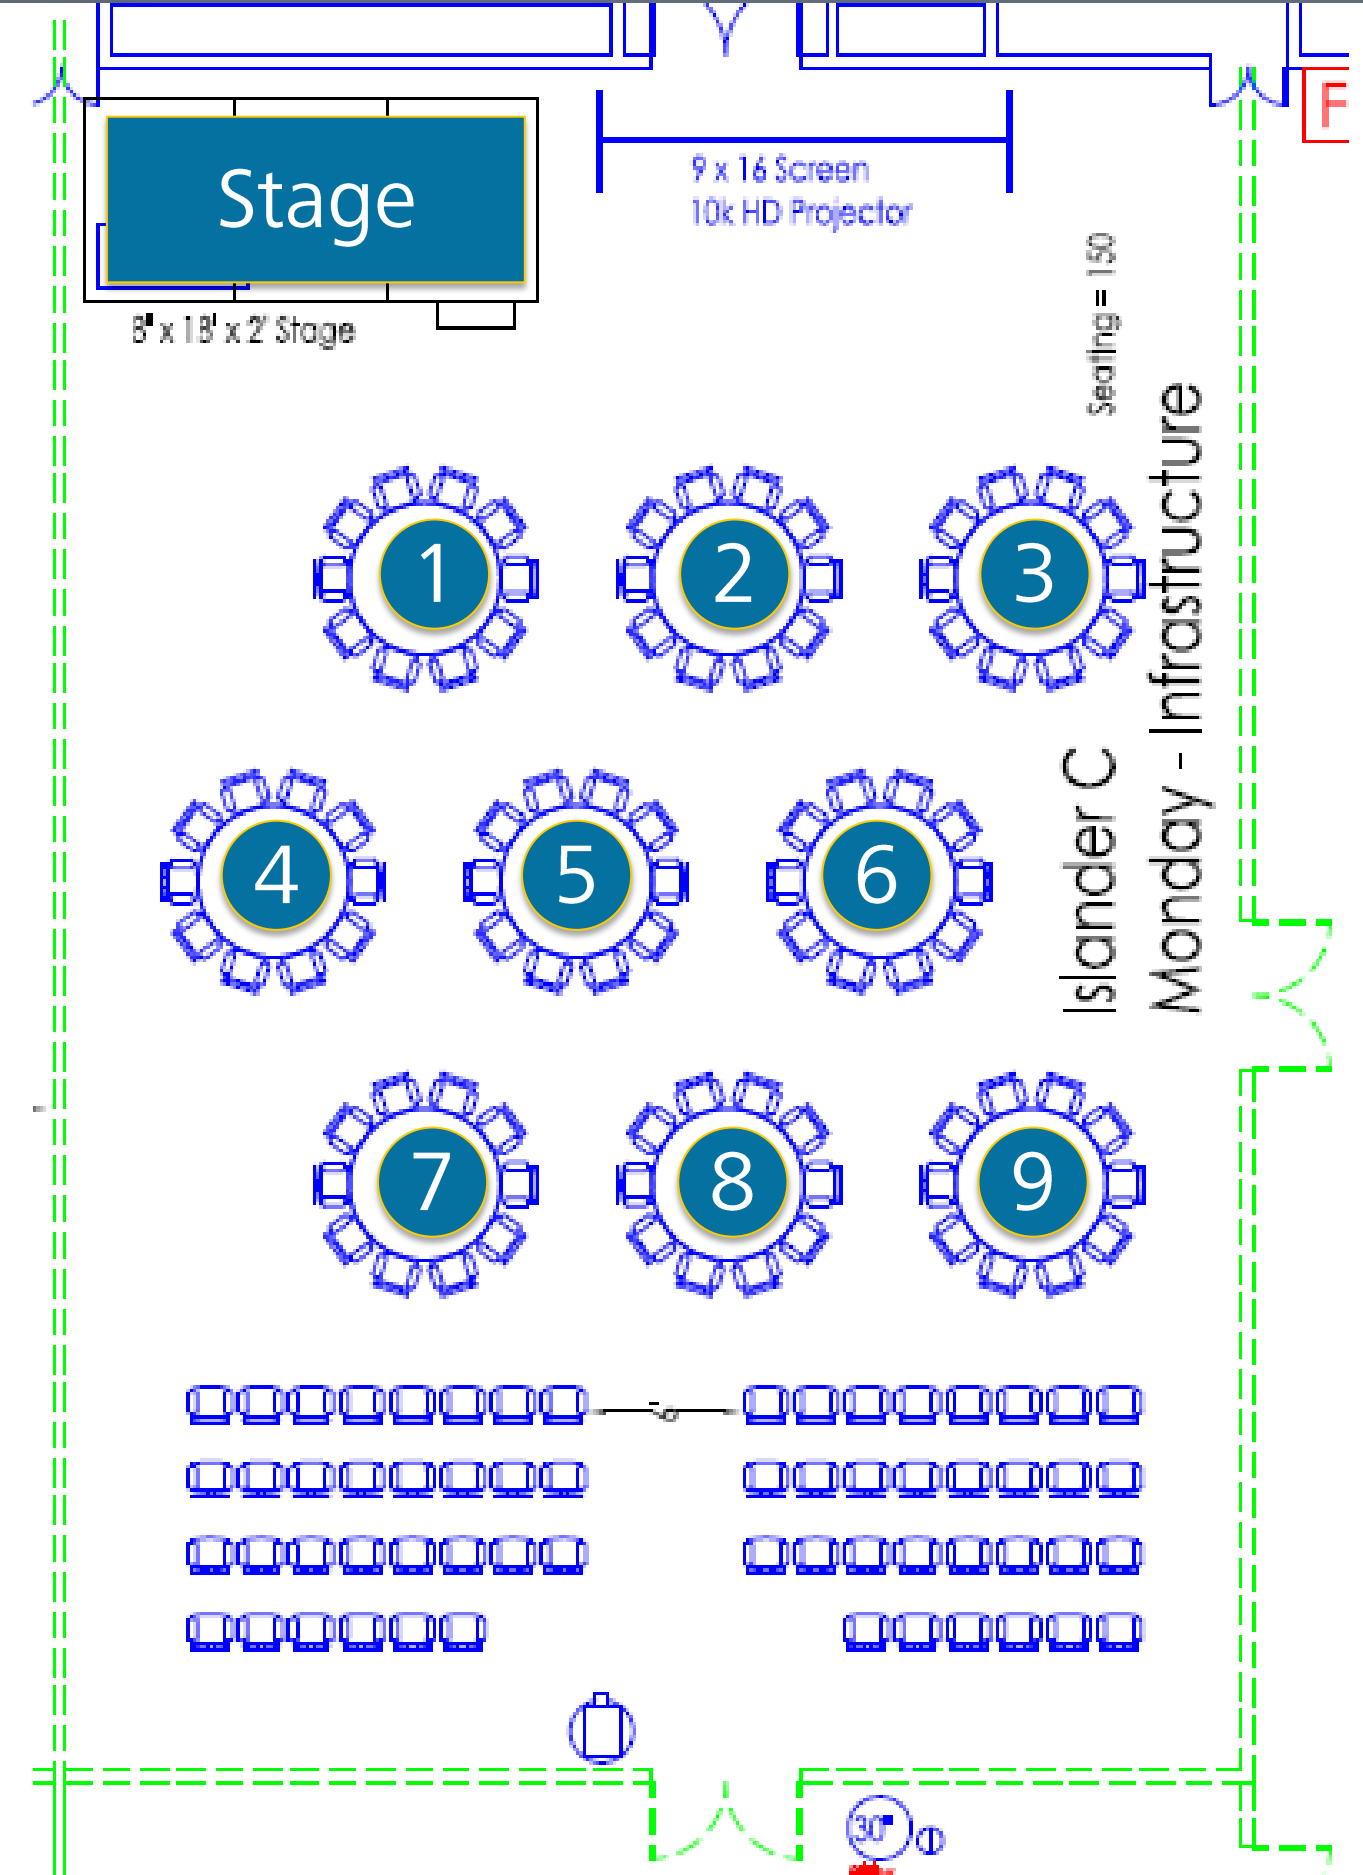 Stage
9 x 16 Screen
10k HD Projector
8' x 18' x 2' Stage
Seating = 150
Islander C
Monday - Infrastructure
1
2
3
4
5
6
7
8
9
6'
30"
F